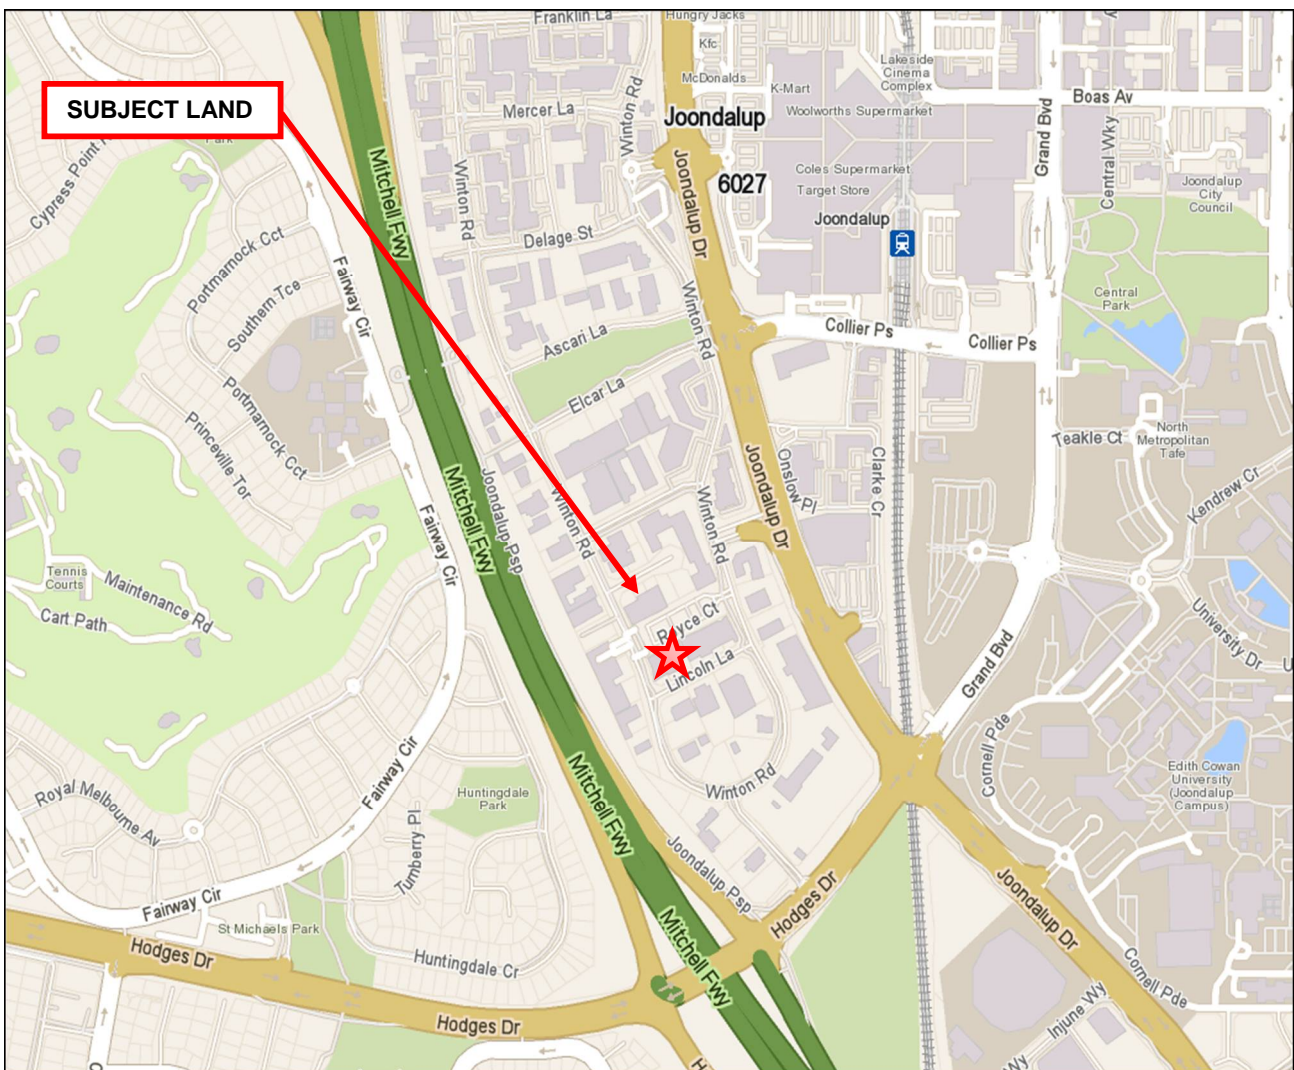 Franklin La
Hungry Jacks
Kfc
McDonalds
K-Mart
Lakeside
Cinema
Complex
Woolworths Supermarket
Boas Av
SUBJECT LAND
Park
Cypress Point
Mercer La
Winton Rd
Joondalup
6027
Coles Supermarket
Target Store
Joondalup
Grand Bvd
Central Wky
Joondalup
City
Council
Mitchell Fwy
Winton Rd
Joondalup Dr
Delage St
Portmarnock Cct
Southern Tce
Fairway Cir
Ascari La
Winton Rd
Collier Ps
Collier Ps
Central
Park
Elcar La
Portmarnock Cct
Princeville Tor
Mitchell Fwy
Joondalup Psp
Winton Rd
Winton Rd
Joondalup Dr
Onslow Pl
Clarke Cr
Teakle Ct
North
Metropolitan
Tafe
Kendrew Cr
Fairway Cir
Tennis
Courts
Maintenance Rd
Cart Path
Royce Ct
Lincoln La
University Dr
U
Grand Bvd
Cornell Pde
Edith Cowan
University
(Joondalup
Campus)
Fairway Cir
Royal Melbourne Av
Turnberry Pl
Huntingdale
Park
Mitchell Fwy
Winton Rd
Joondalup Psp
Hodges Dr
Joondalup Dr
Fairway Cir
St Michaels Park
Hodges Dr
Huntingdale Cr
Mitchell Fwy
Cornell Pde
Injune Wy
Hodges Dr
Wy
H